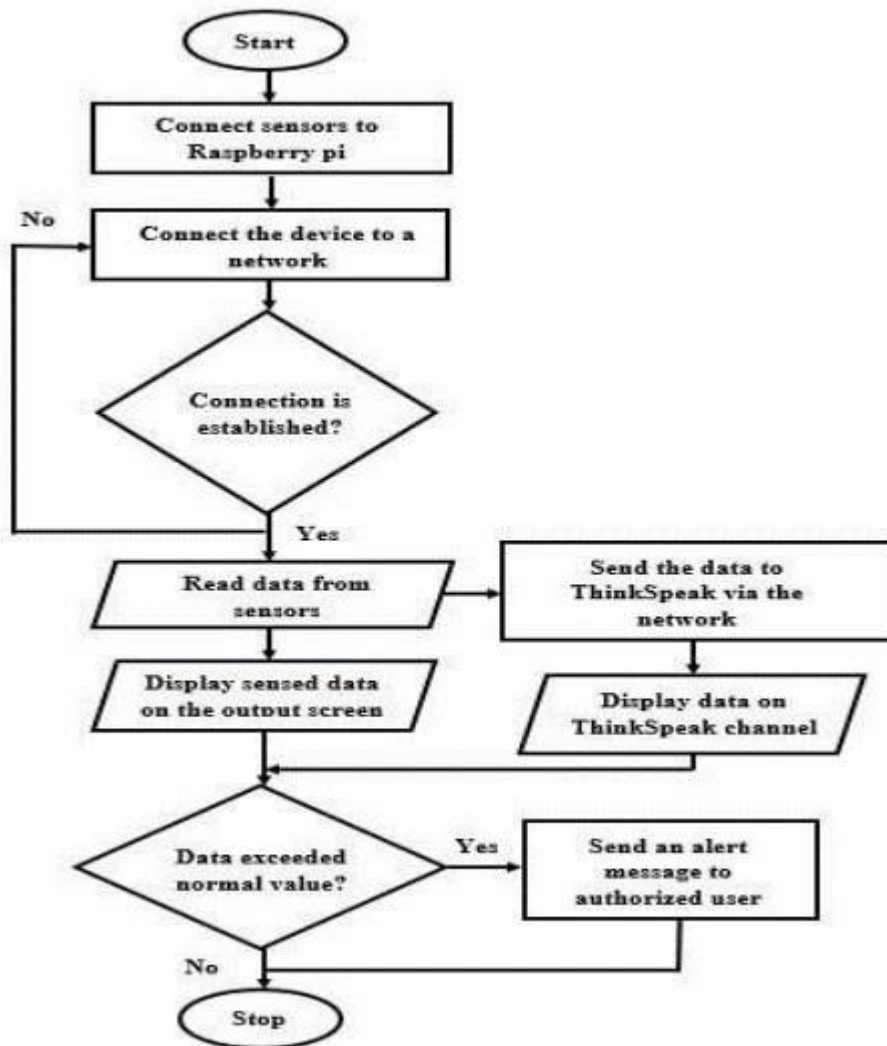 Start
Connect sensors to
Raspberry pi
No
Connect the device to a
network
Connection is
established?
Yes
Read data from
sensors
Send the data to
ThinkSpeak via the
network
Display sensed data
on the output screen
Display data on
ThinkSpeak channel
Data exceeded
normal value?
Yes
Send an alert
message to
authorized user
No
Stop